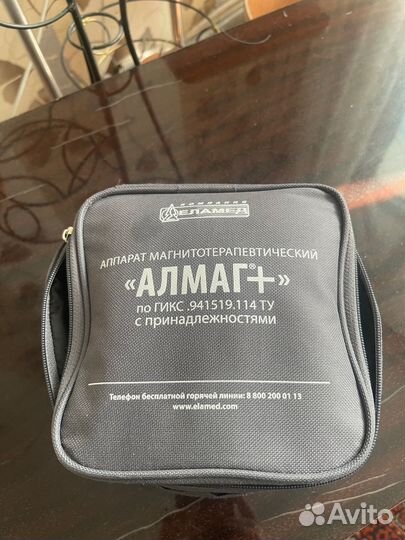 КОМПАНИЯ
ЕЛАМЕД
АППАРАТ МАГНИТОТЕРАПЕВТИЧЕСКИЙ
«АЛМАГ+»
по ГИКС .941519.114 ТУ
с принадлежностями
Телефон бесплатной горячей линии: 8 800 200 01 13
www.elamed.com
Avito